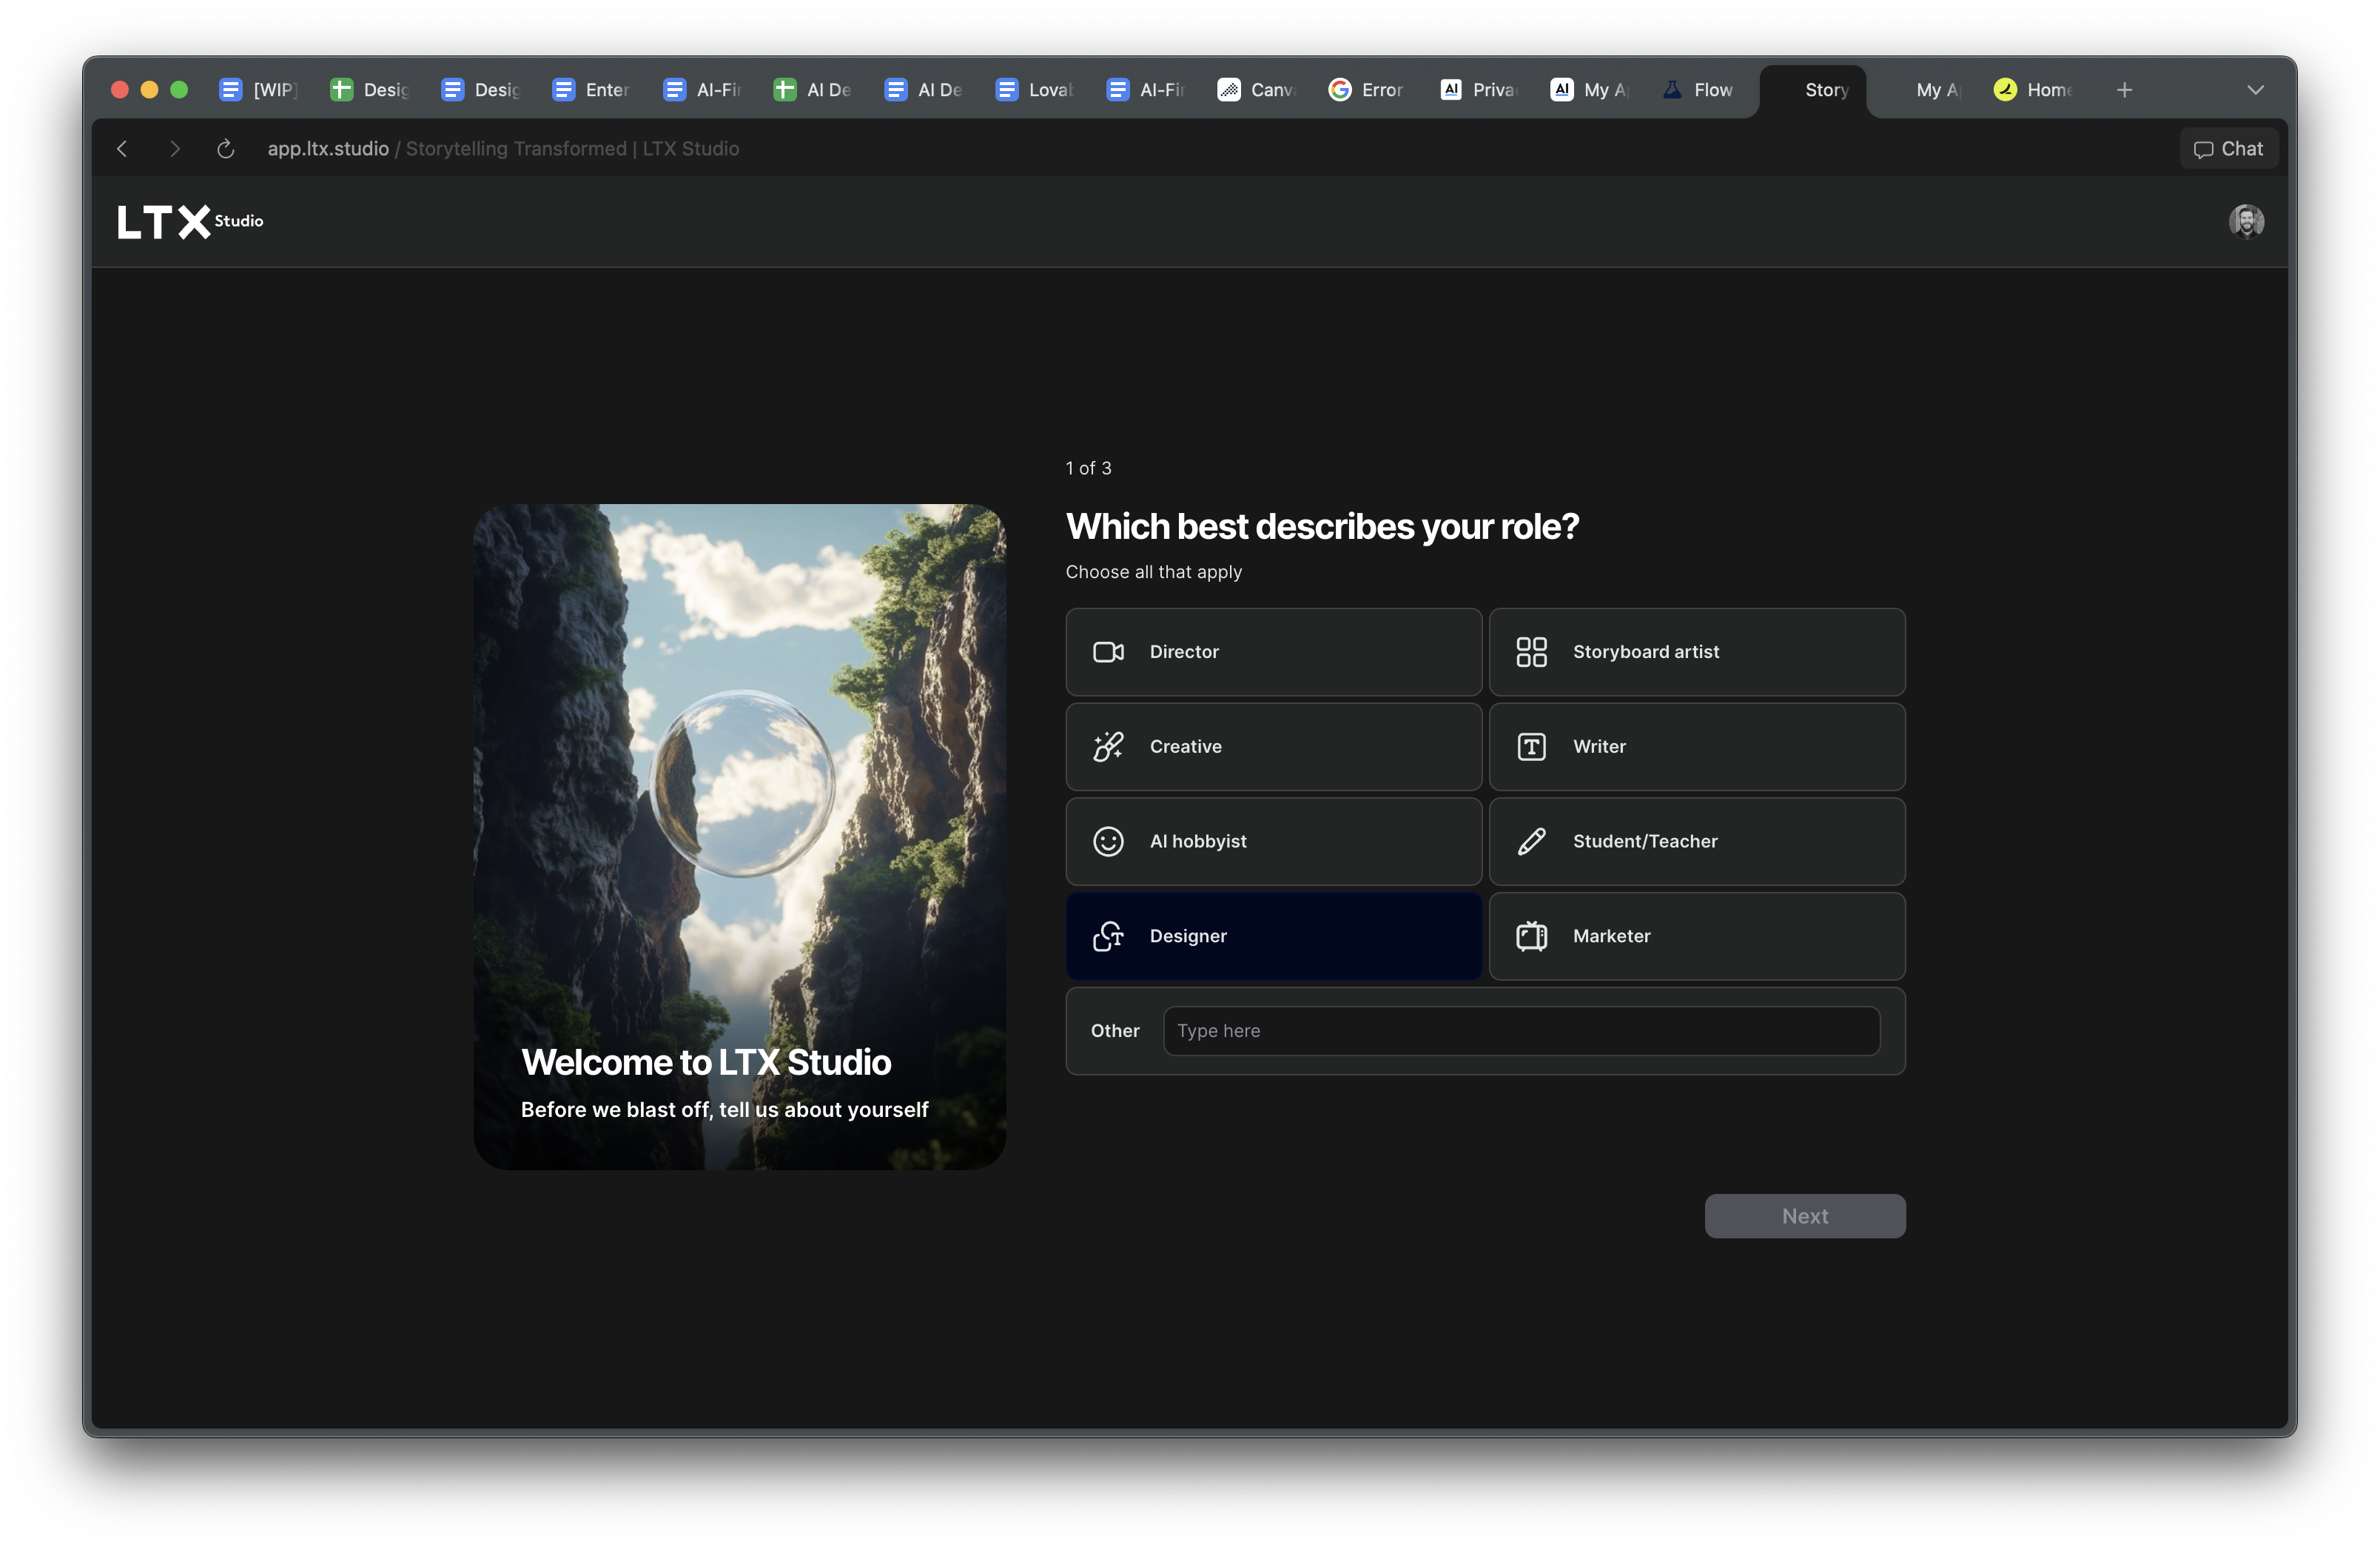 [WIP]
Desig
Desig
Enter
AI-Fir
AI De
AI De
Lovab
AI-Fir
Canv
Error
Priva
My A
Flow
Story
My A
Home
app.ltx.studio / Storytelling Transformed | LTX Studio
Chat
LTX Studio
1 of 3
Which best describes your role?
Choose all that apply
Director
Storyboard artist
Creative
Writer
AI hobbyist
Student/Teacher
Designer
Marketer
Other
Type here
Welcome to LTX Studio
Before we blast off, tell us about yourself
Next